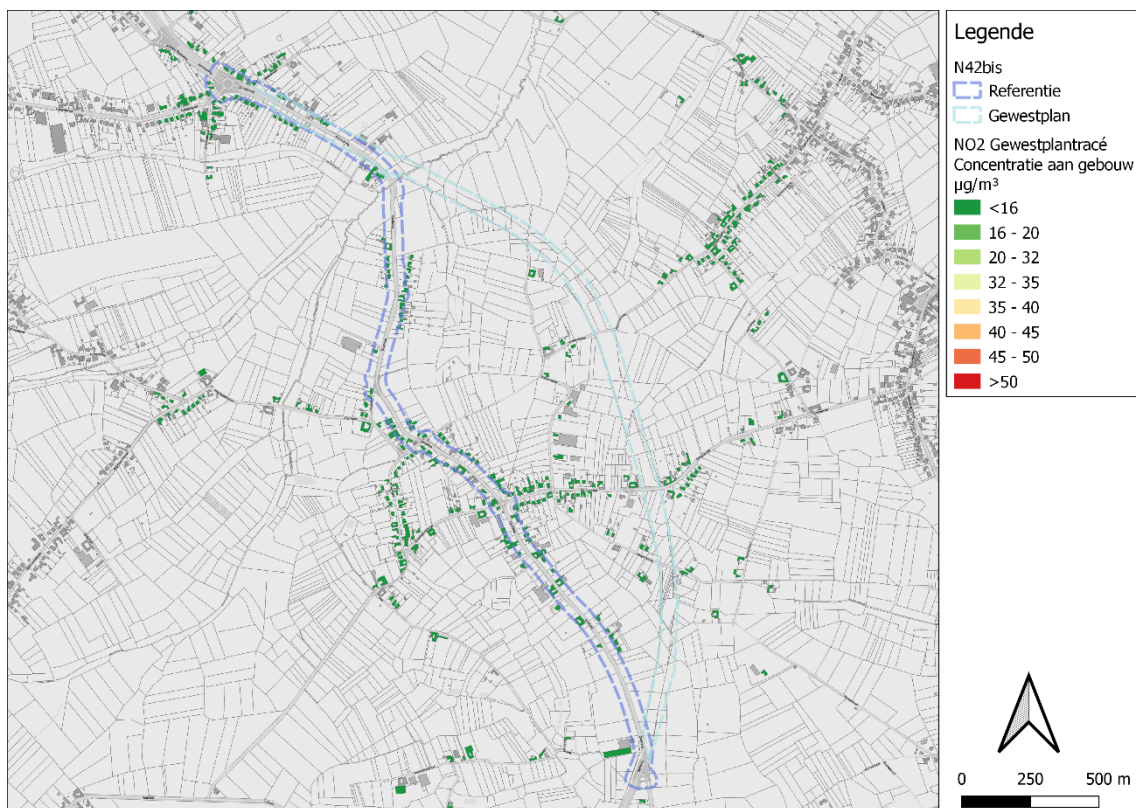 Legende
N42bis
Referentie
Gewestplan
NO2 Gewestplantracé
Concentratie aan gebouw
µg/m³
<16
16 - 20
20 - 32
32 - 35
35 - 40
40 - 45
45 - 50
>50
0 250 500 m